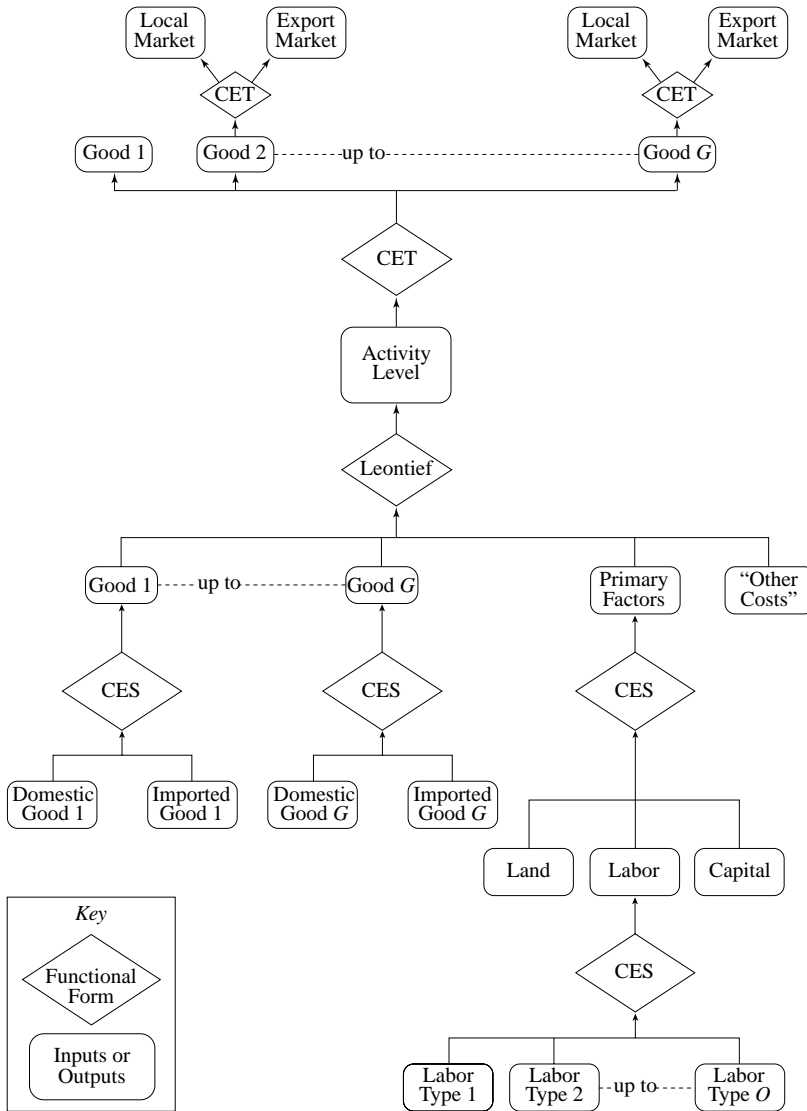 Local
Market
Export
Market
Local
Market
Export
Market
CET
CET
Good 1
Good 2
up to
Good G
CET
Activity
Level
Leontief
Good 1
up to
Good G
Primary
Factors
“Other
Costs”
CES
CES
CES
Domestic
Good 1
Imported
Good 1
Domestic
Good G
Imported
Good G
Land
Labor
Capital
Key
Functional
Form
Inputs or
Outputs
CES
Labor
Type 1
Labor
Type 2
up to
Labor
Type O